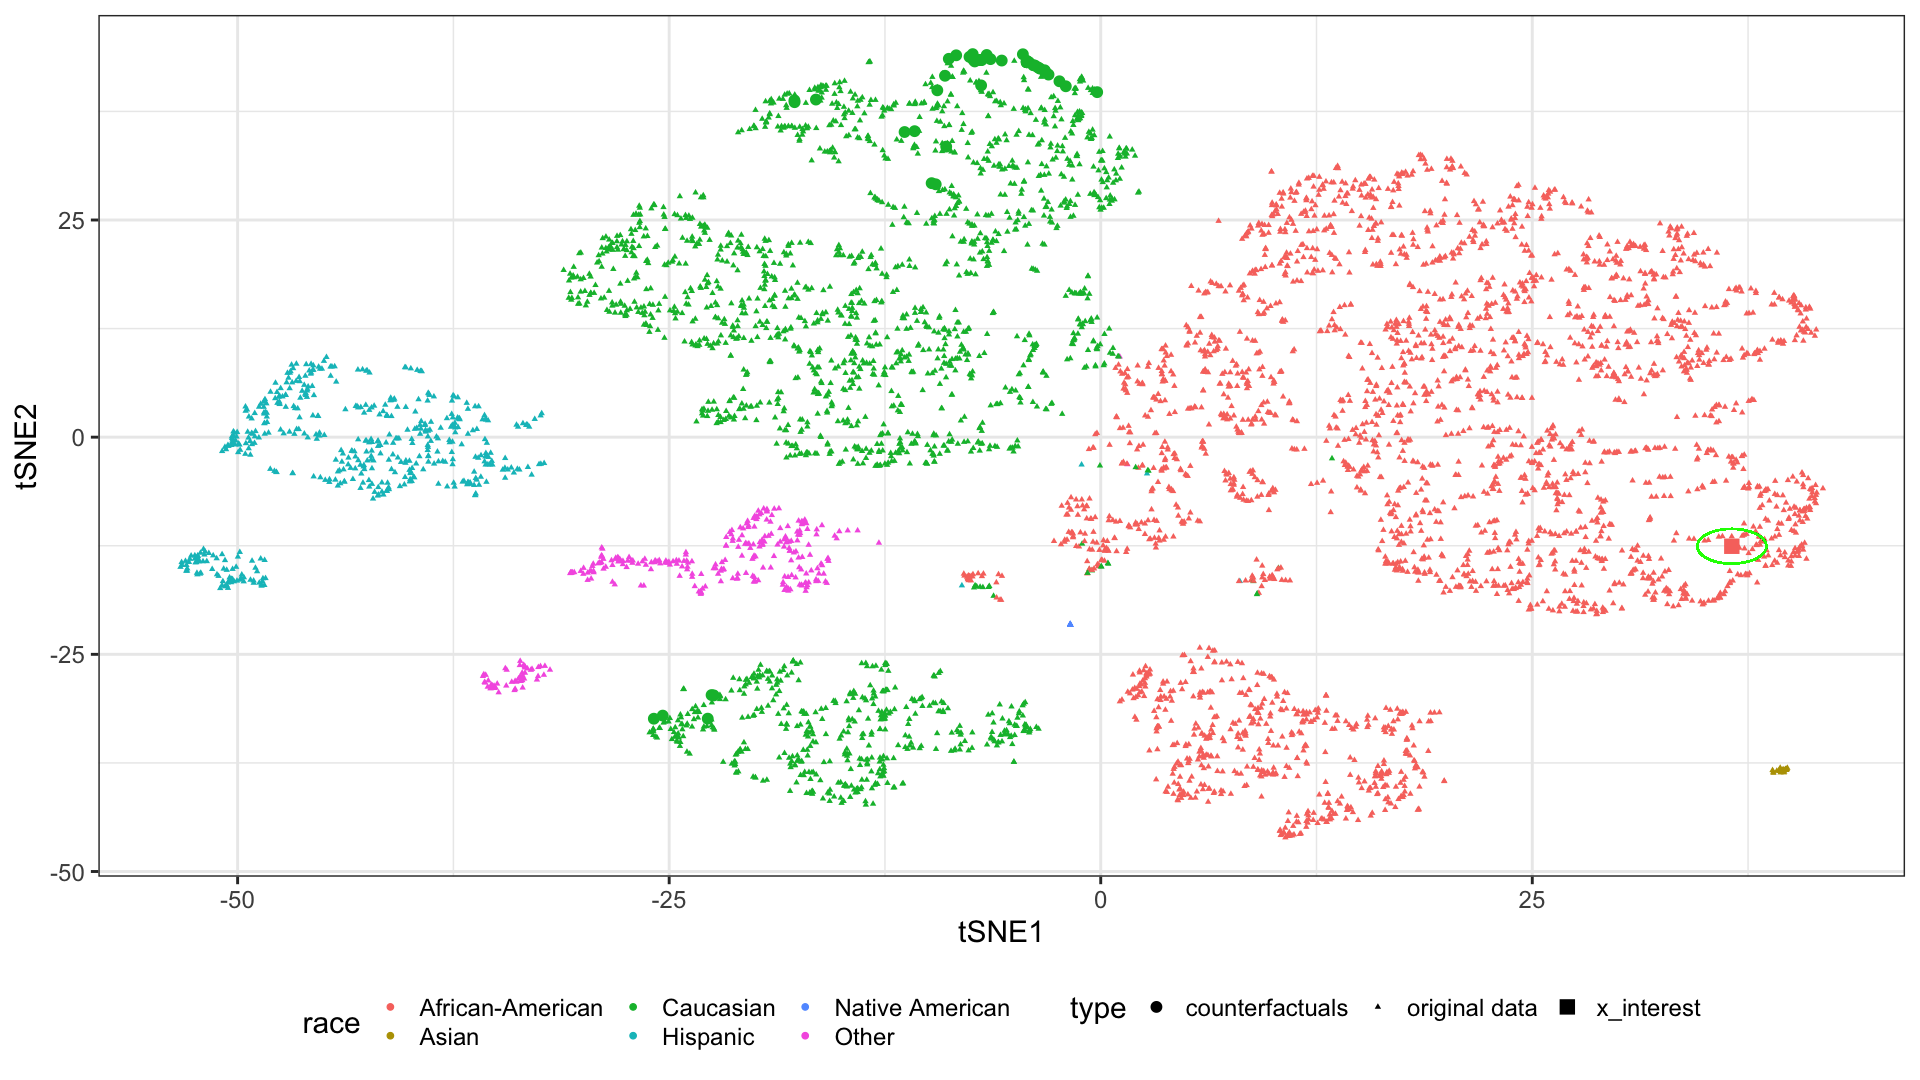 tSNE2
25
0
-25
-50
-50
-25
0
25
tSNE1
race
African-American
Caucasian
Native American
Asian
Hispanic
Other
type
counterfactuals
original data
x_interest